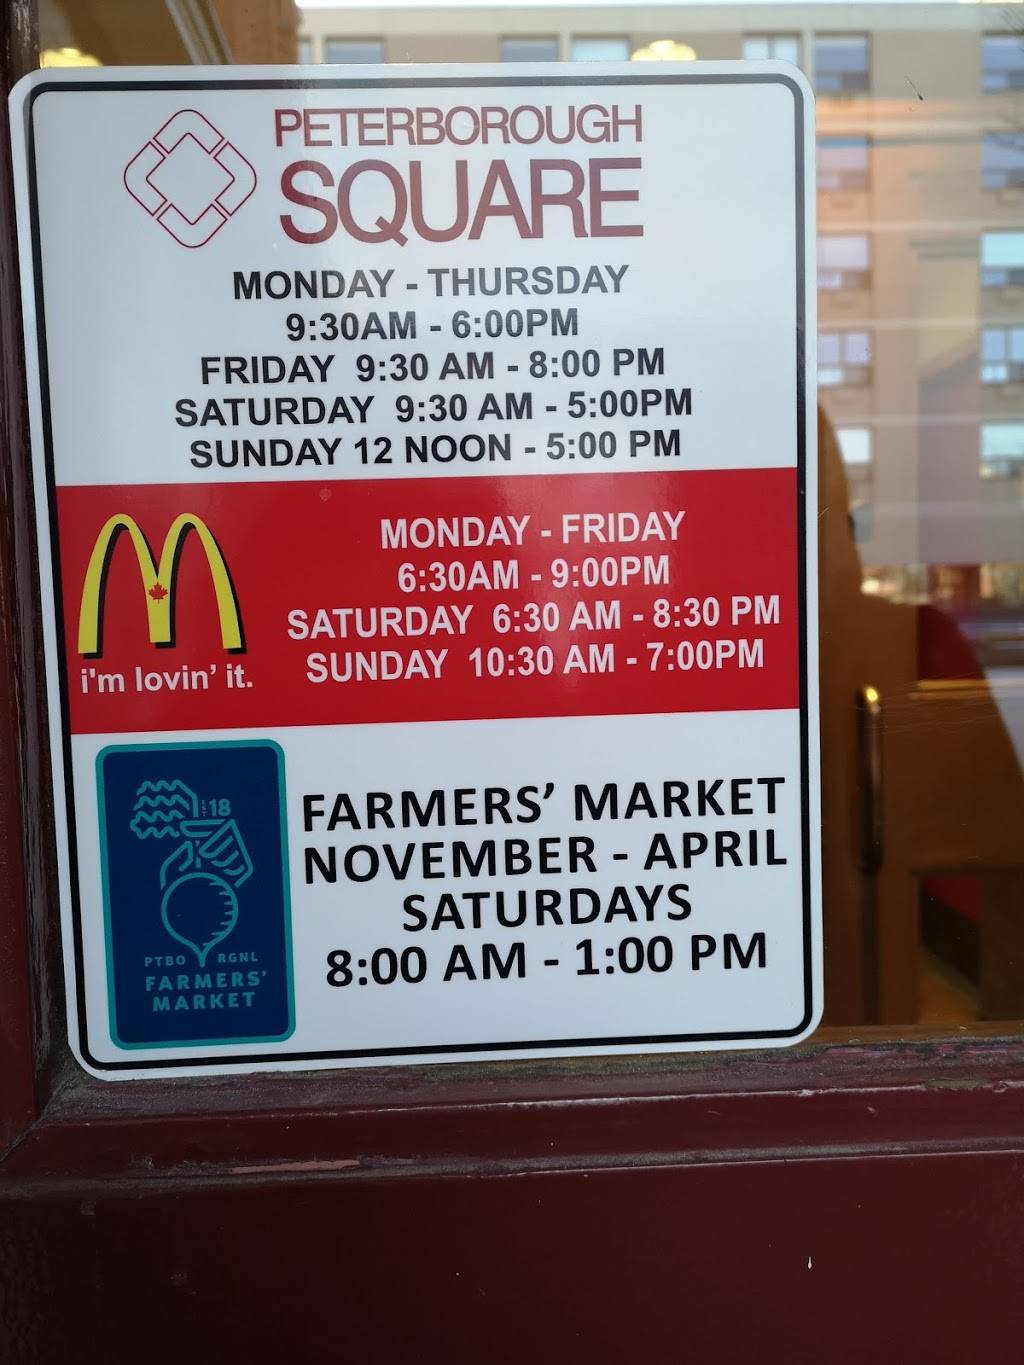 PETERBOROUGH
SQUARE
MONDAY - THURSDAY
9:30AM - 6:00PM
FRIDAY 9:30 AM - 8:00 PM
SATURDAY 9:30 AM - 5:00PM
SUNDAY 12 NOON - 5:00 PM
i'm lovin' it.
MONDAY - FRIDAY
6:30AM - 9:00PM
SATURDAY 6:30 AM - 8:30 PM
SUNDAY 10:30 AM - 7:00PM
EST 18
PTBO RGNL
FARMERS'
MARKET
FARMERS' MARKET
NOVEMBER - APRIL
SATURDAYS
8:00 AM - 1:00 PM